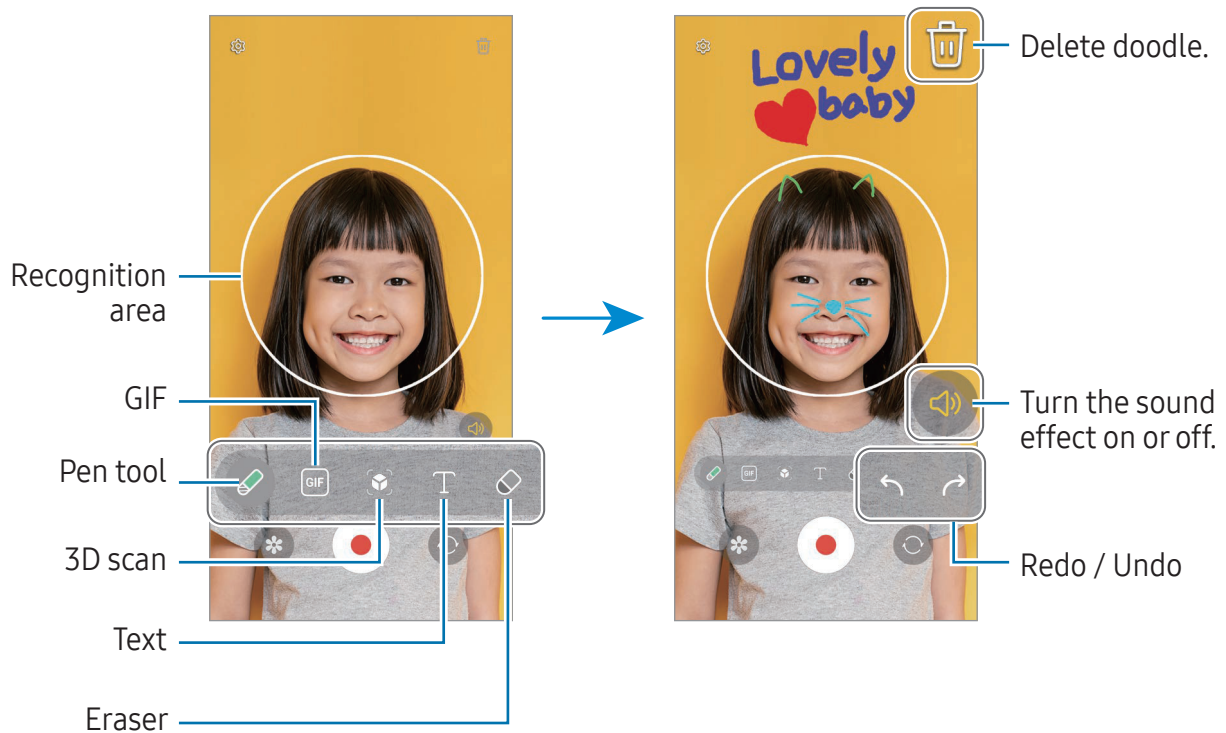 Recognition
area
GIF
Pen tool
3D scan
Text
Eraser
GIF
T
Lovely
baby
GIF
T
Delete doodle.
Turn the sound
effect on or off.
Redo / Undo